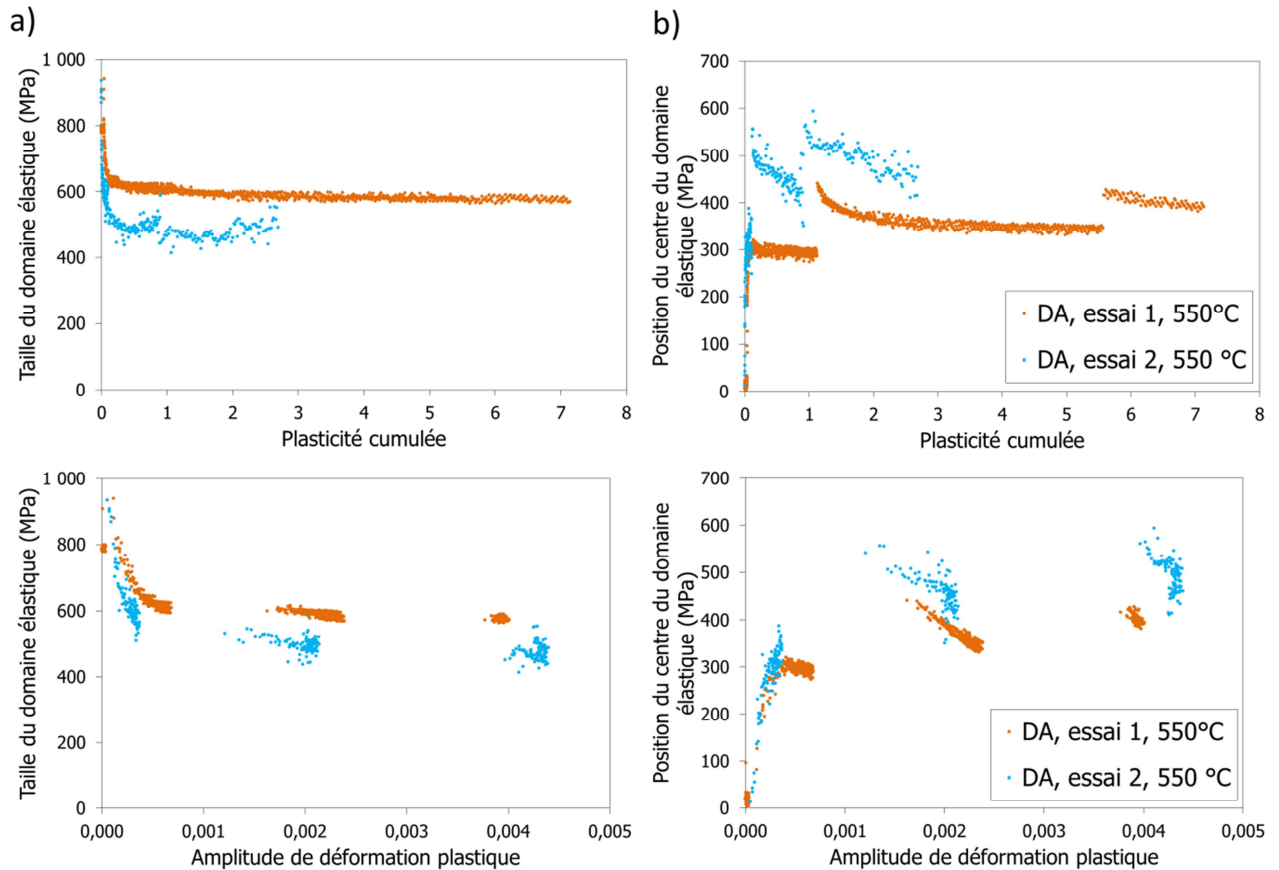 a)
b)
Taille du domaine élastique (MPa)
1 000
800
600
400
200
0
0 1 2 3 4 5 6 7 8
Plasticité cumulée
Position du centre du domaine
élastique (MPa)
700
600
500
400
300
200
100
0
DA, essai 1, 550°C
DA, essai 2, 550 °C
0 1 2 3 4 5 6 7 8
Plasticité cumulée
Taille du domaine élastique (MPa)
1 000
800
600
400
200
0
0,000 0,001 0,002 0,003 0,004 0,005
Amplitude de déformation plastique
Position du centre du domaine
élastique (MPa)
700
600
500
400
300
200
100
0
DA, essai 1, 550°C
DA, essai 2, 550 °C
0,000 0,001 0,002 0,003 0,004 0,005
Amplitude de déformation plastique